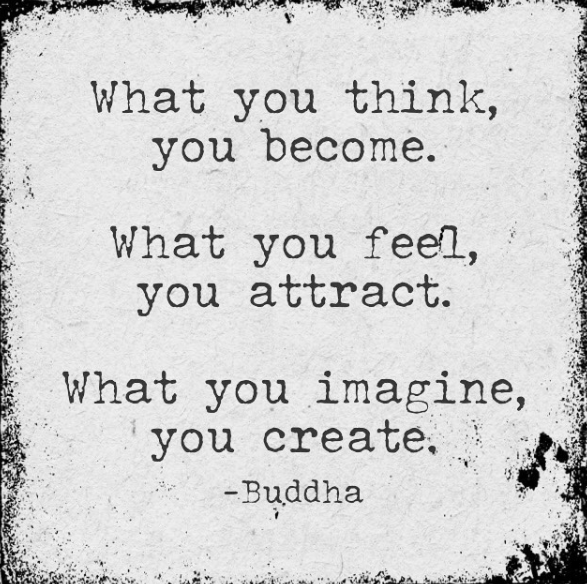 What you think,
you become.
What you feel,
you attract.
What you imagine,
you create.
-Buddha